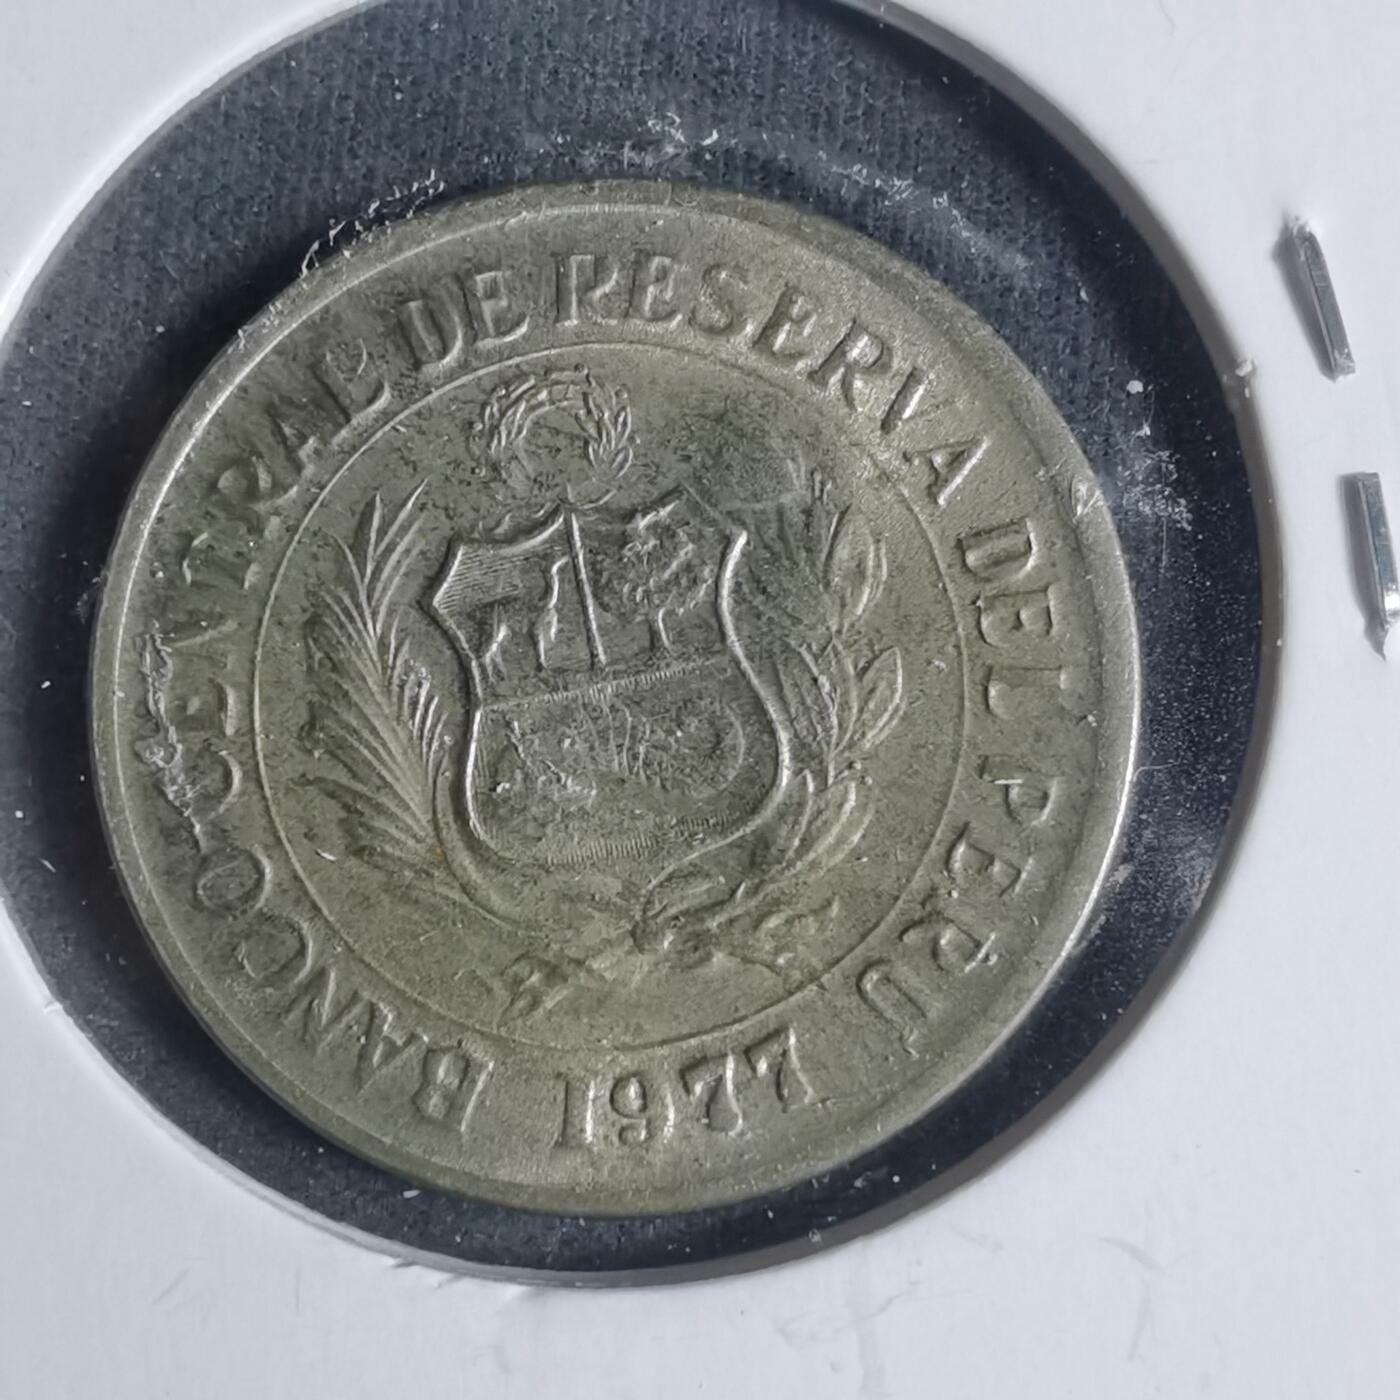 BANCO CENTRAL DE RESERVA DEL PERU
1977